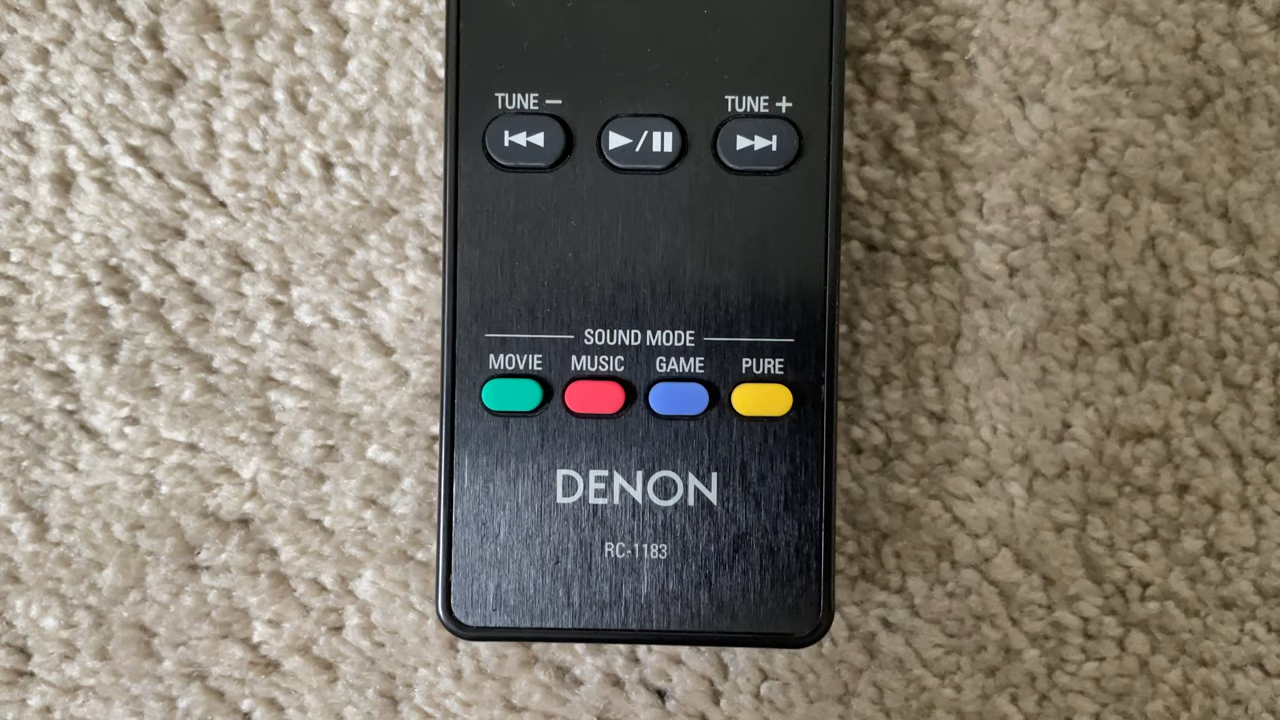 TUNE − TUNE +
SOUND MODE
MOVIE MUSIC GAME PURE
DENON
RC-1183